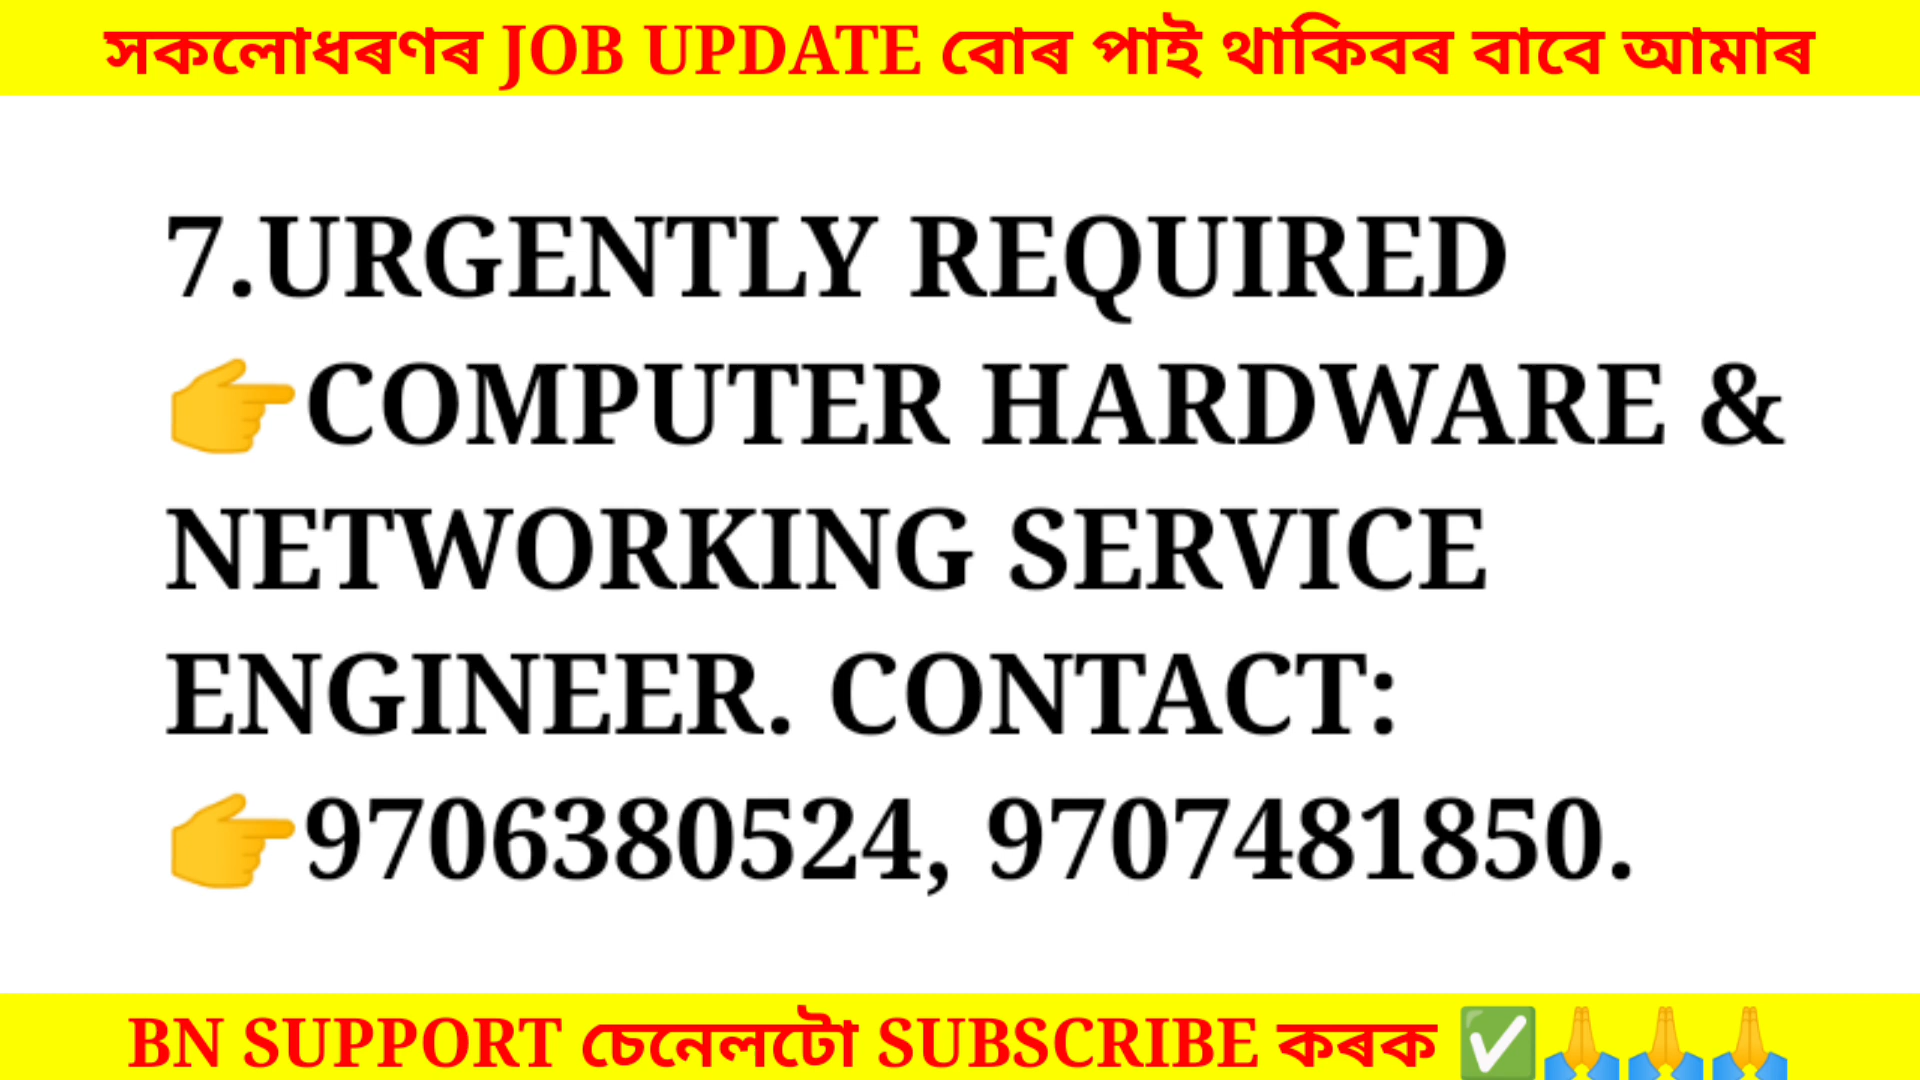 সকলোধৰণৰ JOB UPDATE বোৰ পাই থাকিবৰ বাবে আমাৰ
7.URGENTLY REQUIRED
👉COMPUTER HARDWARE &
NETWORKING SERVICE
ENGINEER. CONTACT:
👉9706380524, 9707481850.
BN SUPPORT চেনেলটো SUBSCRIBE কৰক ✅🙏🙏🙏